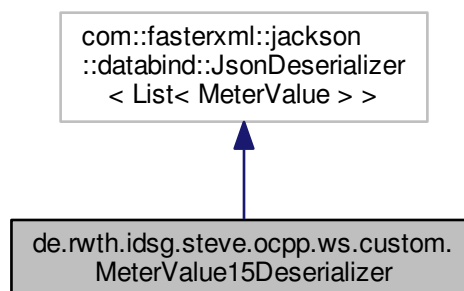 com::fasterxml::jackson
::databind::JsonDeserializer
< List< MeterValue > >
de.rwth.idsg.steve.ocpp.ws.custom.
MeterValue15Deserializer